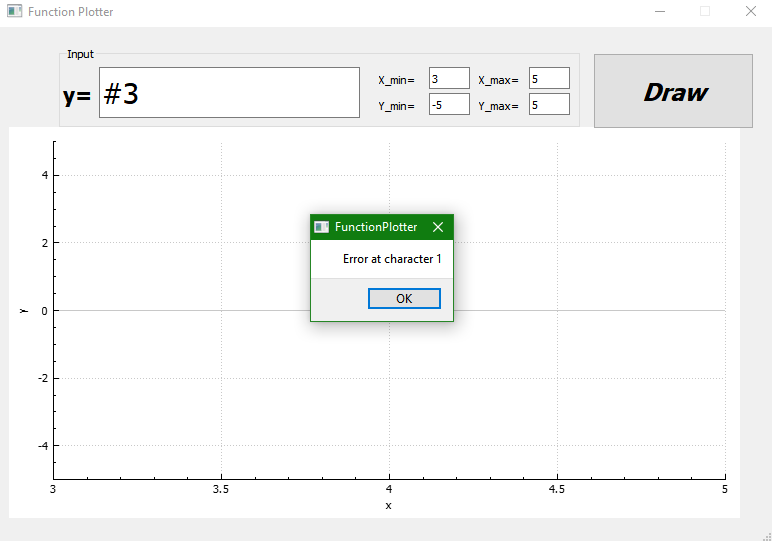 Function Plotter
Input
y= #3
X_min= 3 X_max= 5
Y_min= -5 Y_max= 5
Draw
FunctionPlotter
Error at character 1
OK
y
4
2
0
-2
-4
3 3.5 4 4.5 5
x